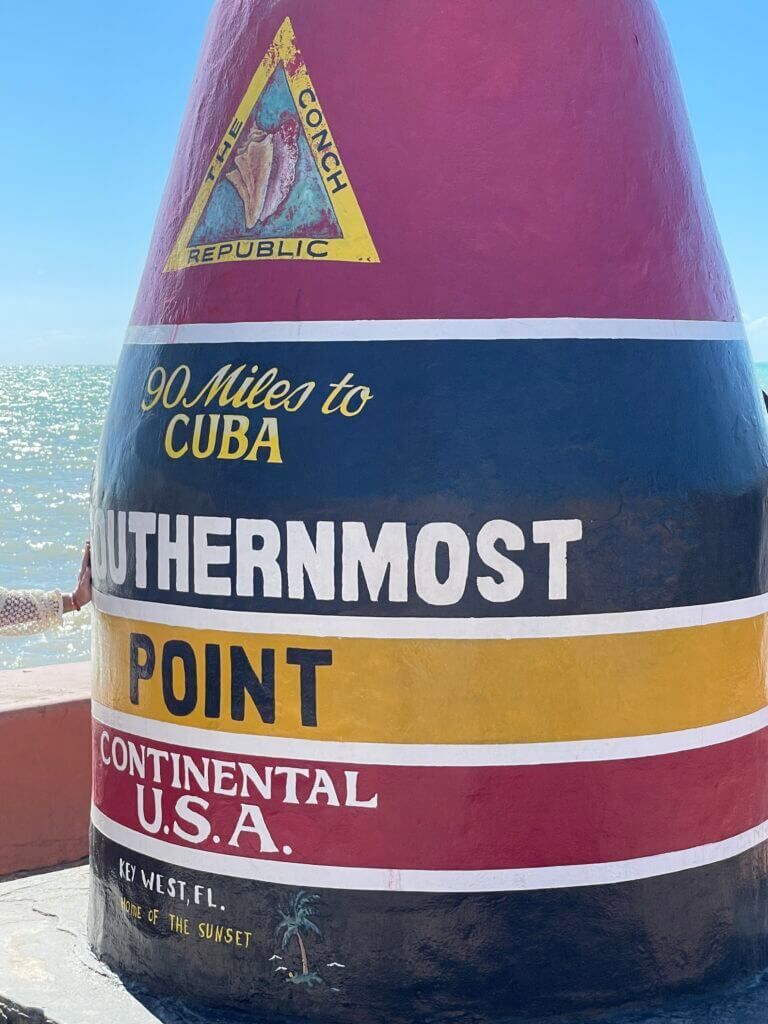 THE CONCH
REPUBLIC
90 Miles to
CUBA
OUTHERNMOST
POINT
CONTINENTAL
U.S.A.
KEY WEST, FL.
HOME OF THE SUNSET